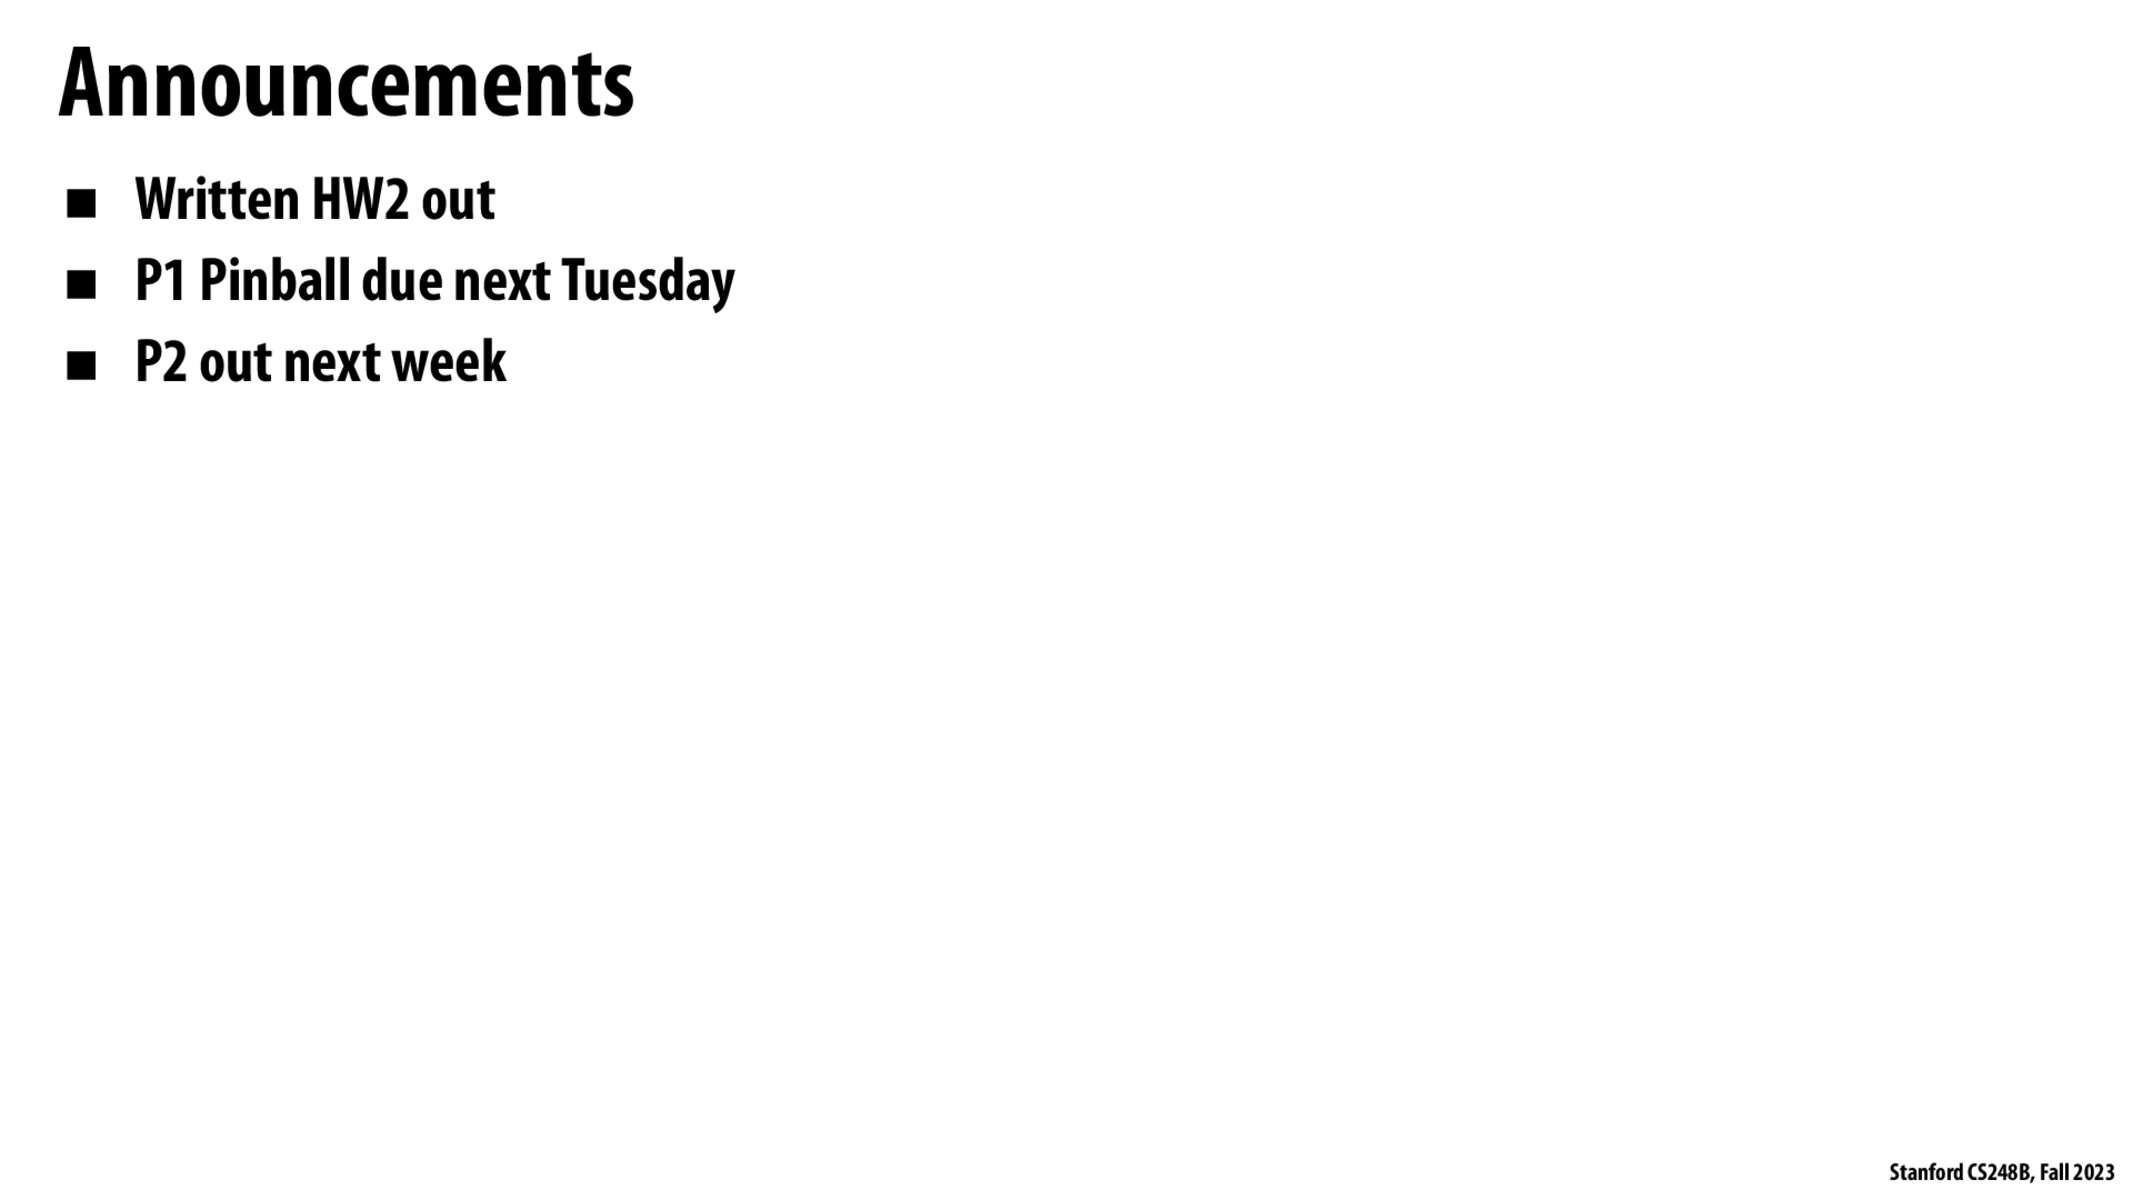 Announcements
■ Written HW2 out
■ P1 Pinball due next Tuesday
■ P2 out next week
Stanford CS248B, Fall 2023